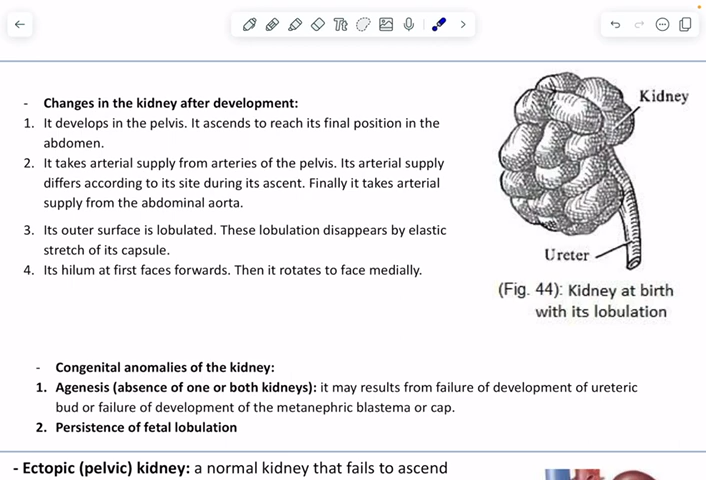 - Changes in the kidney after development:
1. It develops in the pelvis. It ascends to reach its final position in the
abdomen.
2. It takes arterial supply from arteries of the pelvis. Its arterial supply
differs according to its site during its ascent. Finally it takes arterial
supply from the abdominal aorta.
3. Its outer surface is lobulated. These lobulation disappears by elastic
stretch of its capsule.
4. Its hilum at first faces forwards. Then it rotates to face medially.
Kidney
Ureter
(Fig. 44): Kidney at birth
with its lobulation
- Congenital anomalies of the kidney:
1. Agenesis (absence of one or both kidneys): it may results from failure of development of ureteric
bud or failure of development of the metanephric blastema or cap.
2. Persistence of fetal lobulation
- Ectopic (pelvic) kidney: a normal kidney that fails to ascend